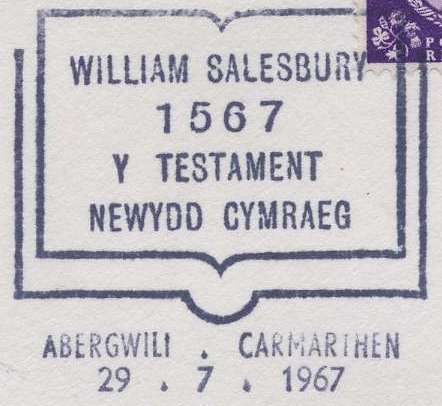 WILLIAM SALESBURY
1567
Y TESTAMENT
NEWYDD CYMRAEG
ABERGWILI . CARMARTHEN
29 . 7 . 1967